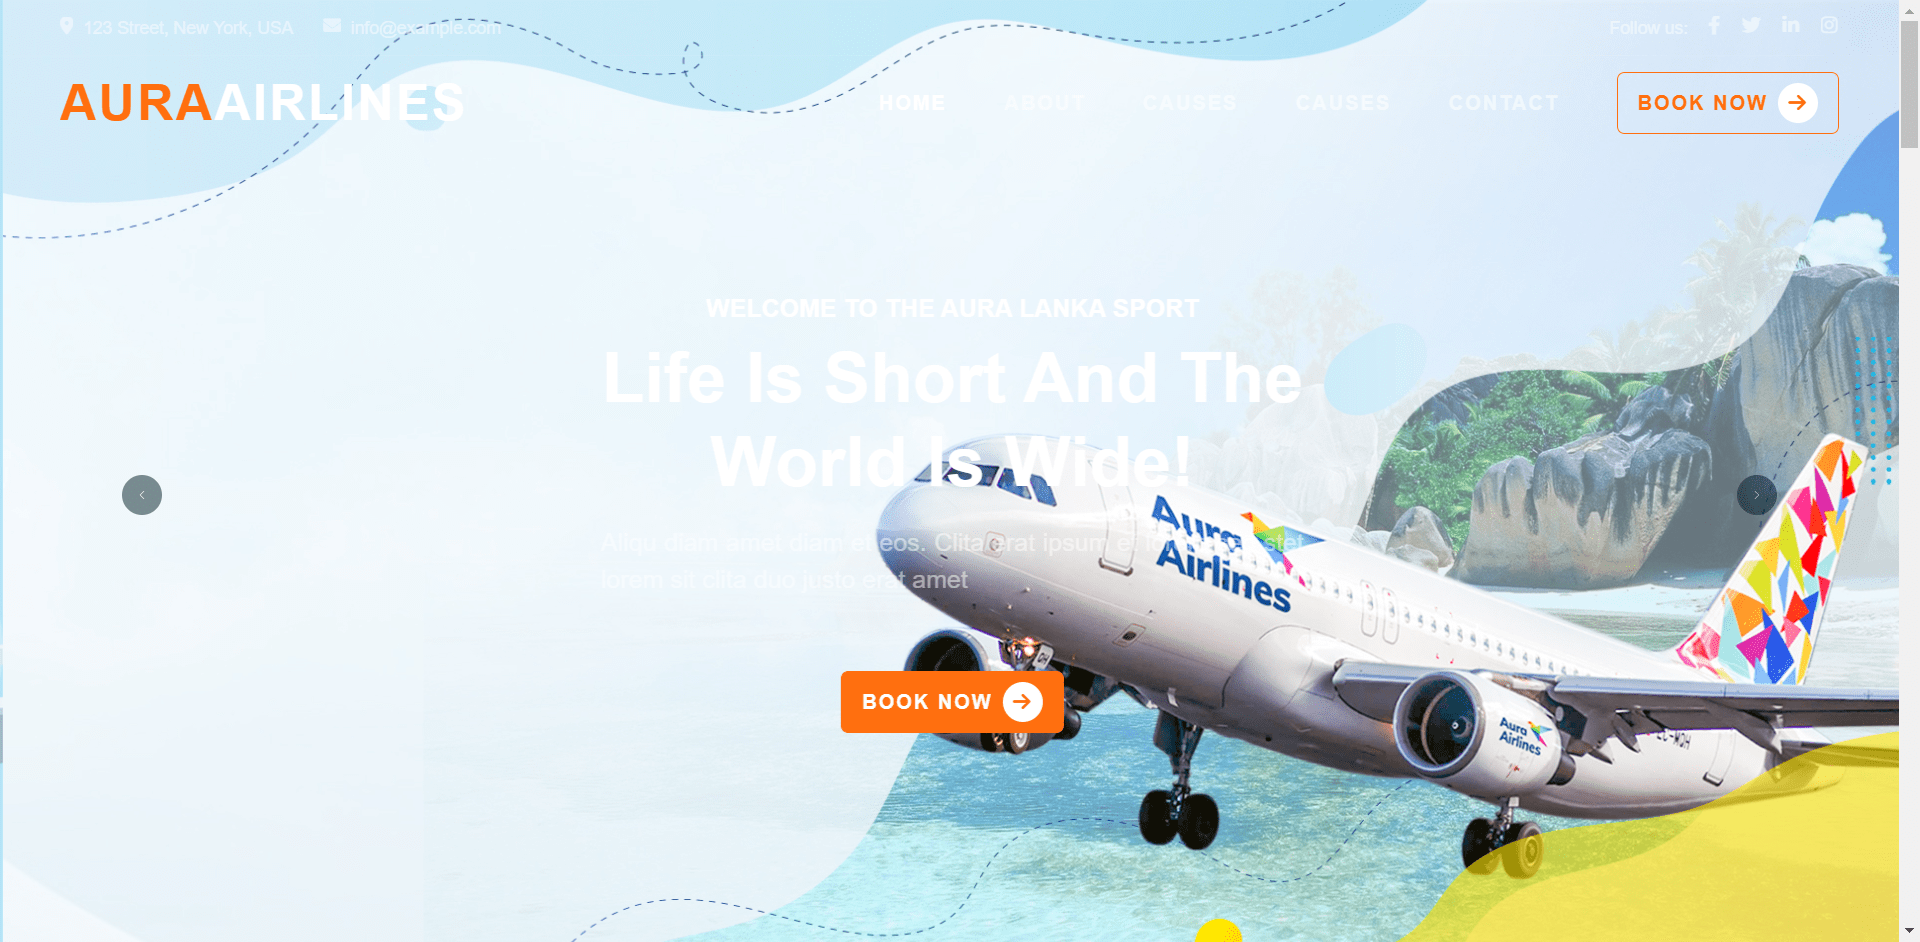 123 Street, New York, USA info@example.com Follow us:
AURAAIRLINES HOME ABOUT CAUSES CAUSES CONTACT BOOK NOW
WELCOME TO THE AURA LANKA SPORT
Life Is Short And The
World Is Wide!
Aliqu diam amet diam et eos. Clita erat ipsum et
lorem sit clita duo justo erat amet
BOOK NOW
Aura
Airlines
Aura
Airlines